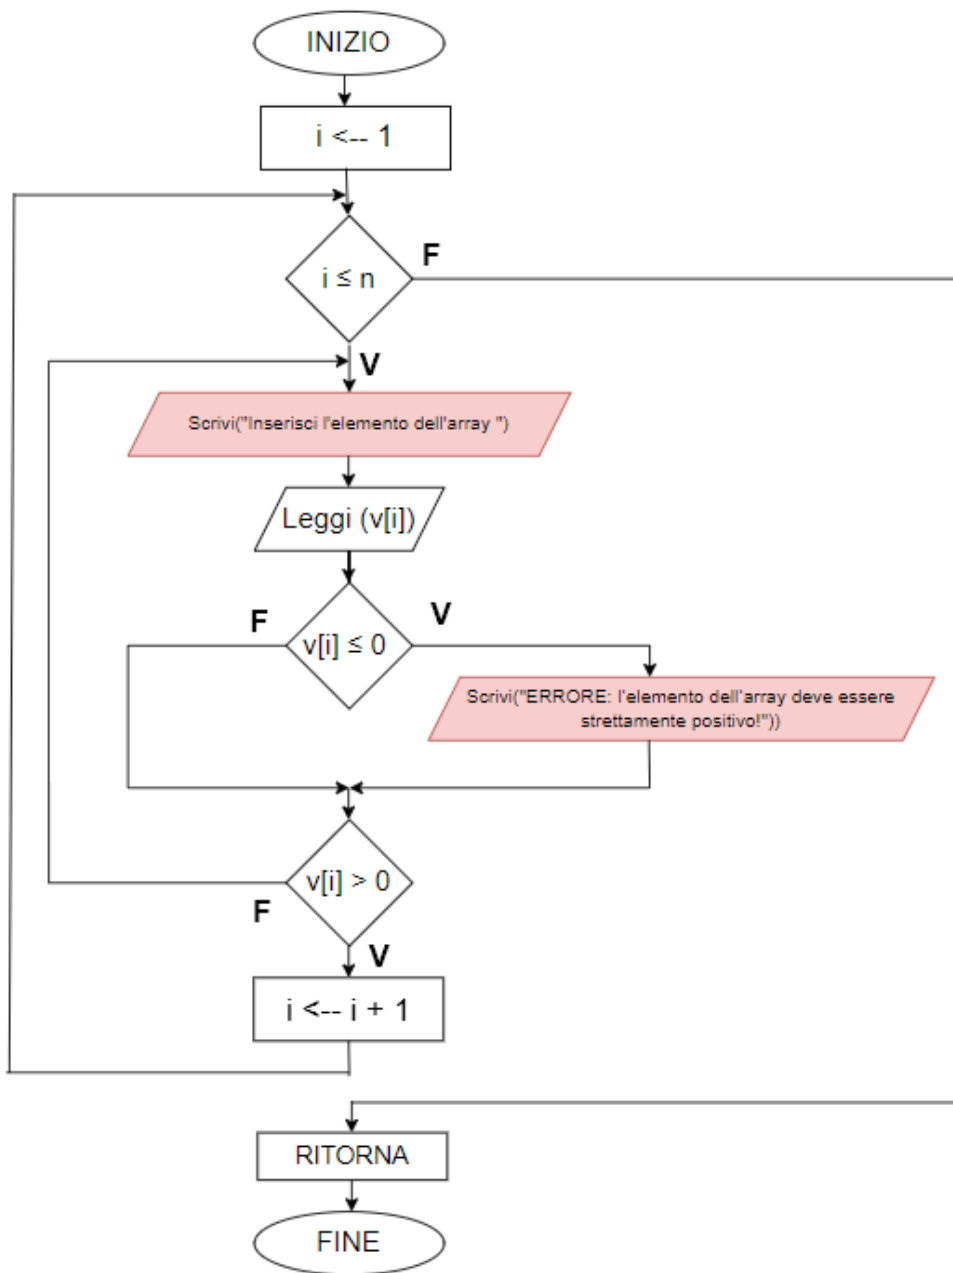 INIZIO
i <-- 1
F
i ≤ n
V
Scrivi("Inserisci l'elemento dell'array ")
Leggi (v[i])
F
V
v[i] ≤ 0
Scrivi("ERRORE: l'elemento dell'array deve essere
strettamente positivo!"))
v[i] > 0
F
V
i <-- i + 1
RITORNA
FINE